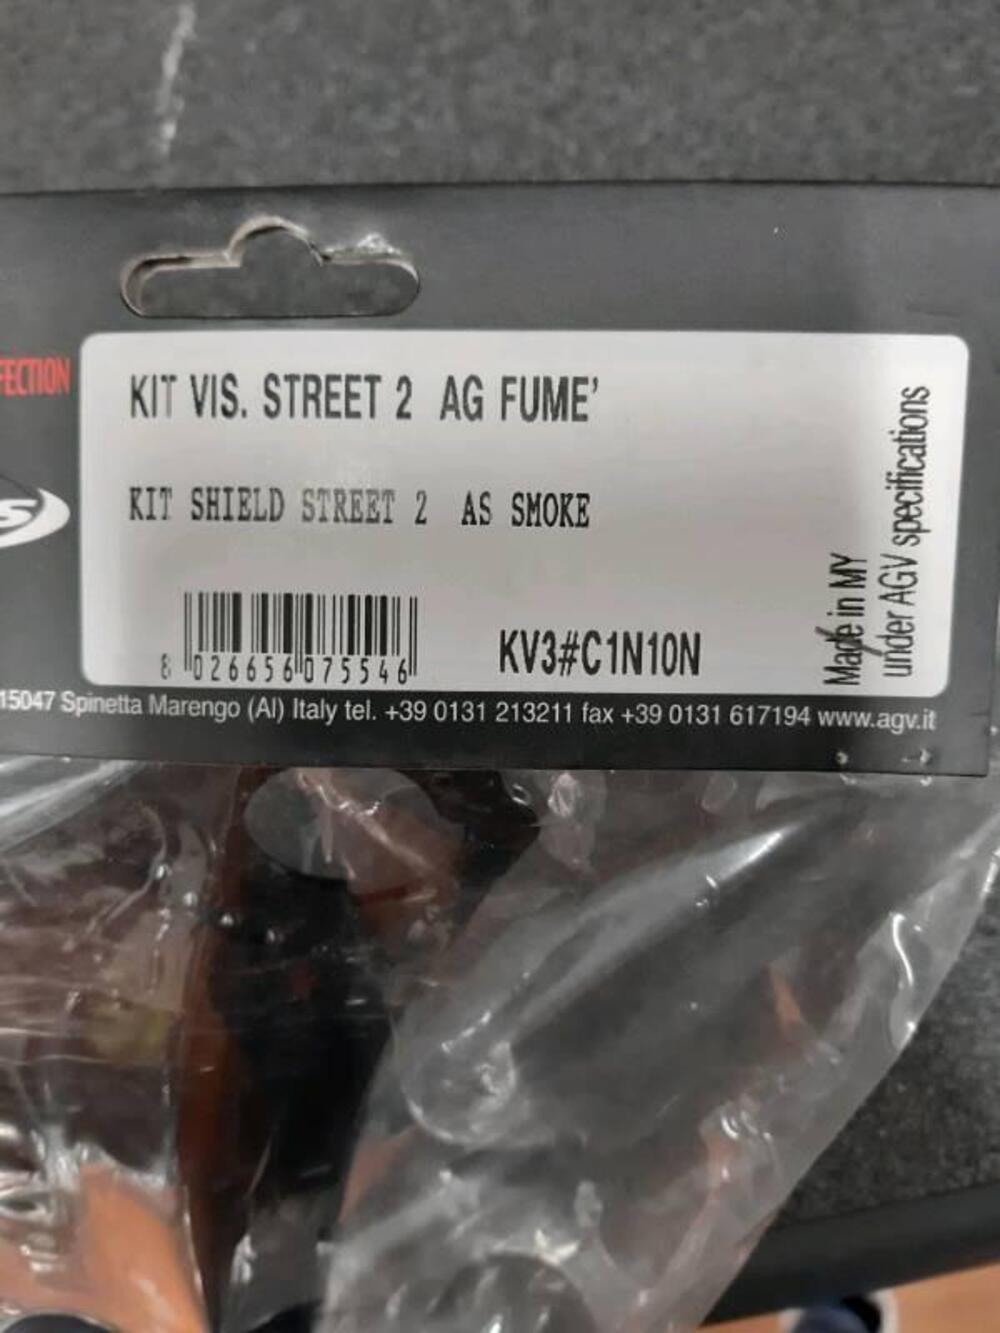 FECTION
KIT VIS. STREET 2 AG FUME'
KIT SHIELD STREET 2 AS SMOKE
S
8 026656 075546
KV3#C1N10N
Made in MY
under AGV specifications
15047 Spinetta Marengo (Al) Italy tel. +39 0131 213211 fax +39 0131 617194 www.agv.it